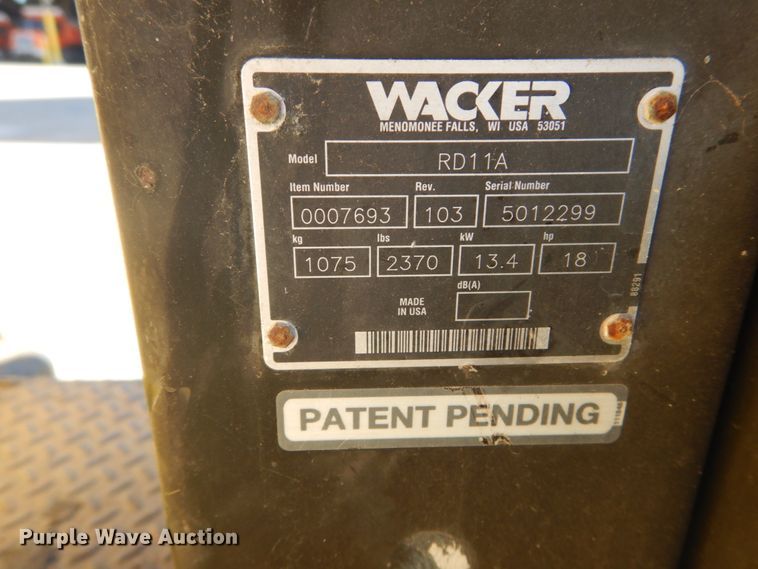 WACKER
MENOMONEE FALLS, WI USA 53051
Model RD11A
Item Number Rev. Serial Number
0007693 103 5012299
kg lbs kW hp
1075 2370 13.4 18
dB(A)
MADE
IN USA
88291
PATENT PENDING
Purple Wave Auction